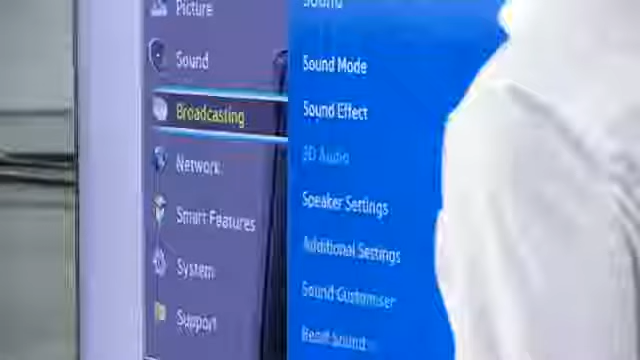 Picture
Sound
Broadcasting
Network
Smart Features
System
Support
Sound
Sound Mode
Sound Effect
3D Audio
Speaker Settings
Additional Settings
Sound Customiser
Reset Sound